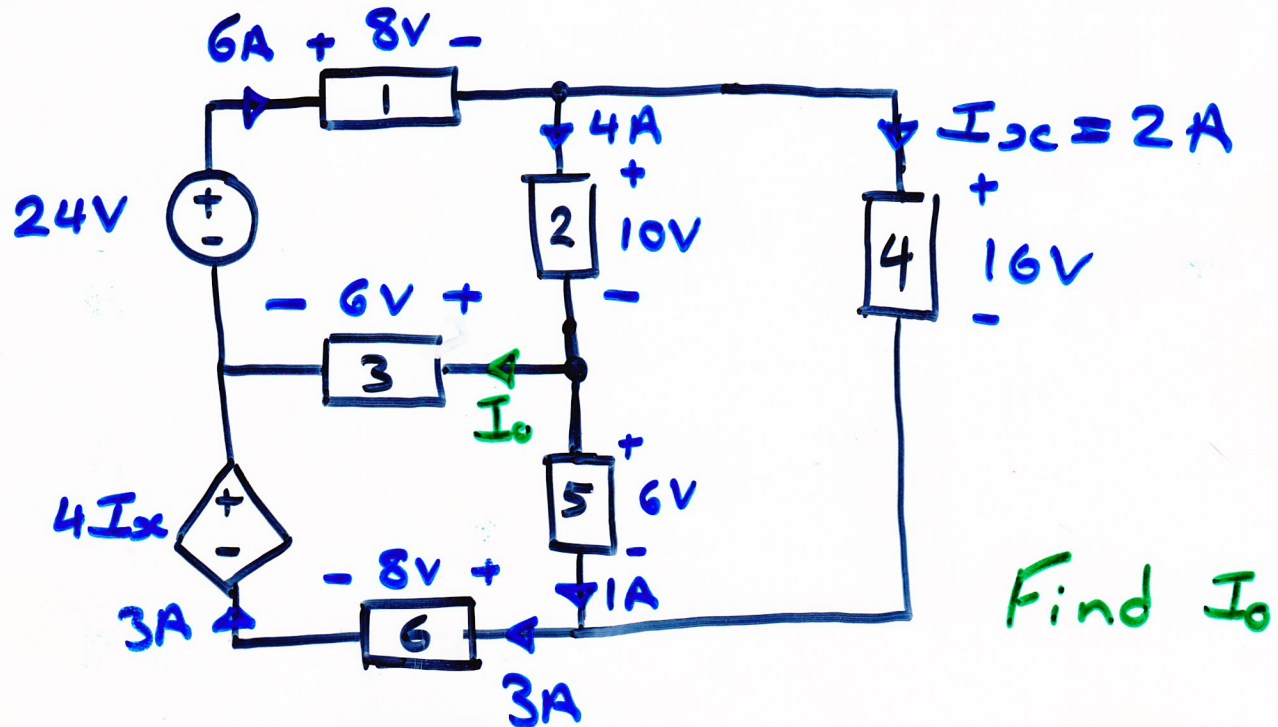 6A + 8V -
1
4A
Ix = 2A
24V
+
-
+
2
10V
-
+
4
16V
-
- 6V +
3
Io
4Ix
+
-
+
5
6V
-
- 8V +
6
1A
3A
3A
Find Io